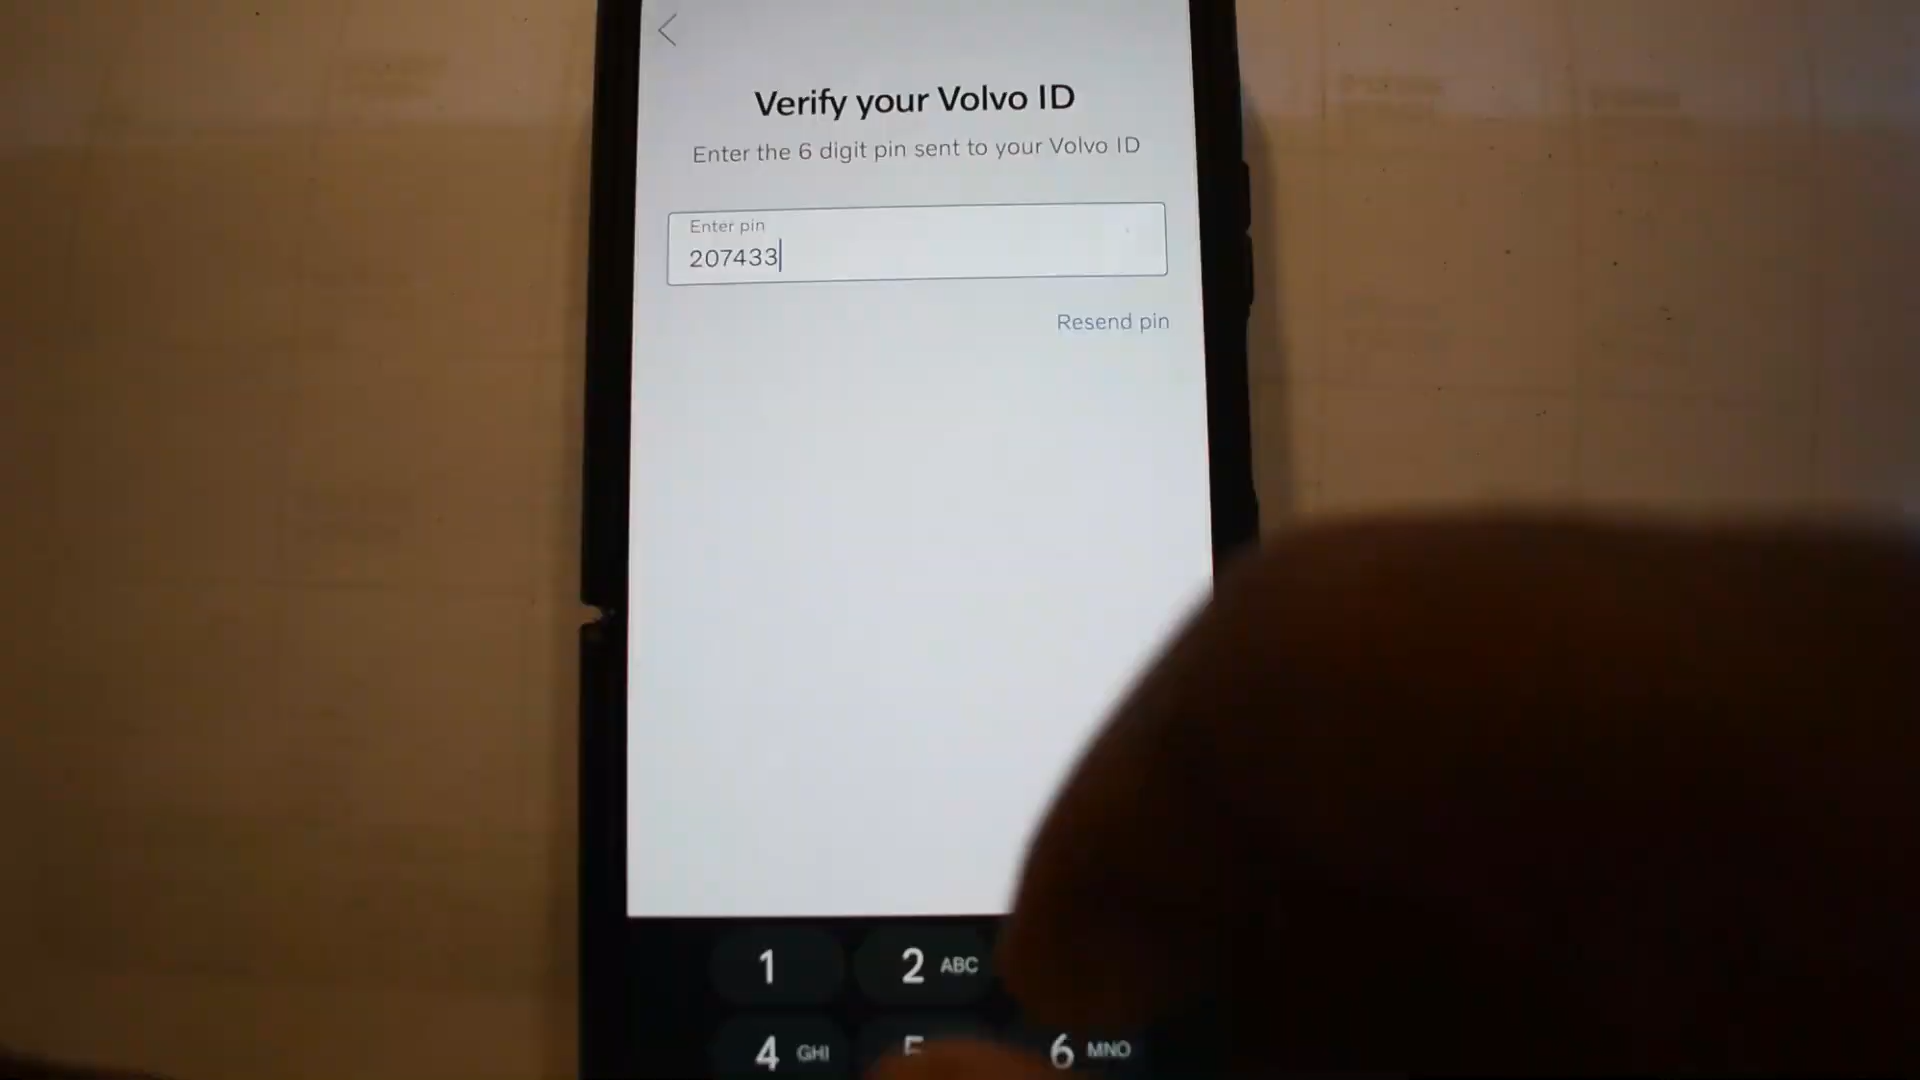 Verify your Volvo ID
Enter the 6 digit pin sent to your Volvo ID
Enter pin
207433
Resend pin
1
2 ABC
4 GHI
6 MNO